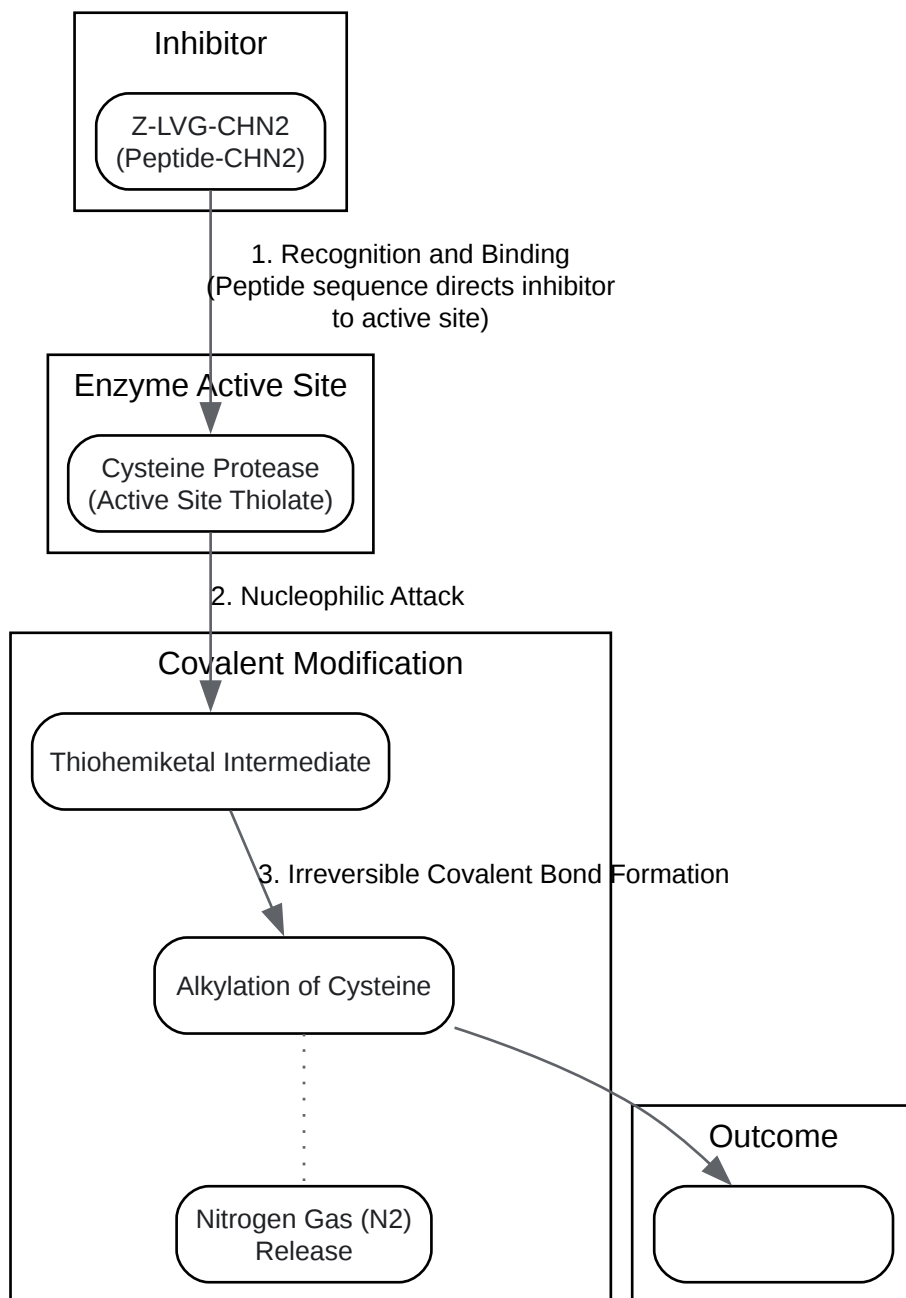 Inhibitor
Z-LVG-CHN2
(Peptide-CHN2)
1. Recognition and Binding
(Peptide sequence directs inhibitor
to active site)
Enzyme Active Site
Cysteine Protease
(Active Site Thiolate)
2. Nucleophilic Attack
Covalent Modification
Thiohemiketal Intermediate
3. Irreversible Covalent Bond Formation
Alkylation of Cysteine
Outcome
Nitrogen Gas (N2)
Release